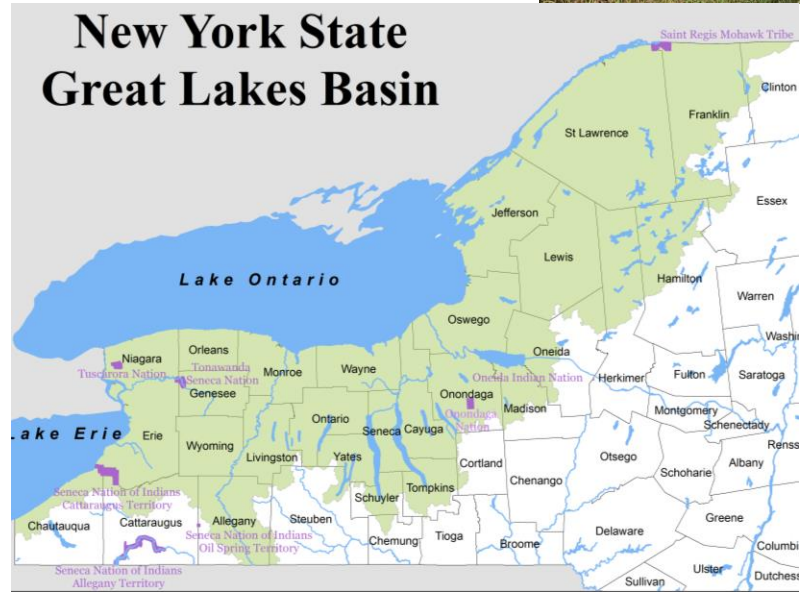 New York State
Great Lakes Basin
Saint Regis Mohawk Tribe
Clinton
Franklin
St Lawrence
Essex
Jefferson
Lewis
Hamilton
Lake Ontario
Warren
Oswego
Washi
Oneida
Niagara
Orleans
Monroe
Wayne
Tuscarora Nation
Tonawanda
Seneca Nation
Genesee
Oneida Indian Nation
Herkimer
Fulton
Saratoga
Onondaga
Onondaga
Nation
Madison
Montgomery
Schenectady
Lake Erie
Erie
Wyoming
Livingston
Ontario
Seneca
Cayuga
Yates
Cortland
Otsego
Renss
Albany
Schoharie
Chenango
Tompkins
Schuyler
Seneca Nation of Indians
Cattaraugus Territory
Chautauqua
Cattaraugus
Allegany
Steuben
Seneca Nation of Indians
Oil Spring Territory
Chemung
Tioga
Broome
Delaware
Greene
Columbi
Seneca Nation of Indians
Allegany Territory
Ulster
Sullivan
Dutchess